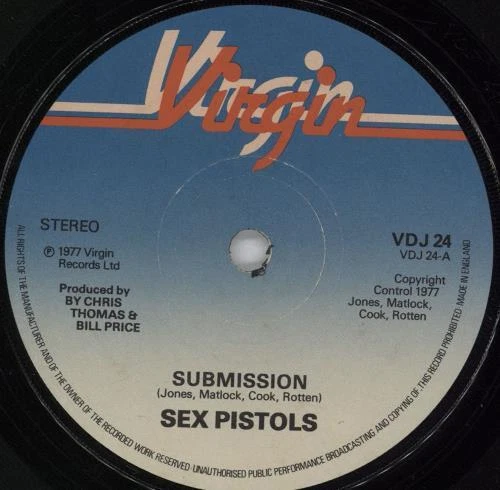 Virgin
STEREO
℗ 1977 Virgin
Records Ltd
Produced by
BY CHRIS
THOMAS &
BILL PRICE
VDJ 24
VDJ 24-A
Copyright
Control 1977
Jones, Matlock,
Cook, Rotten
SUBMISSION
(Jones, Matlock, Cook, Rotten)
SEX PISTOLS
ALL RIGHTS OF THE MANUFACTURER AND OF THE OWNER OF THE RECORDED WORK RESERVED·UNAUTHORISED PUBLIC PERFORMANCE BROADCASTING AND COPYING OF THIS RECORD PROHIBITED·MADE IN ENGLAND